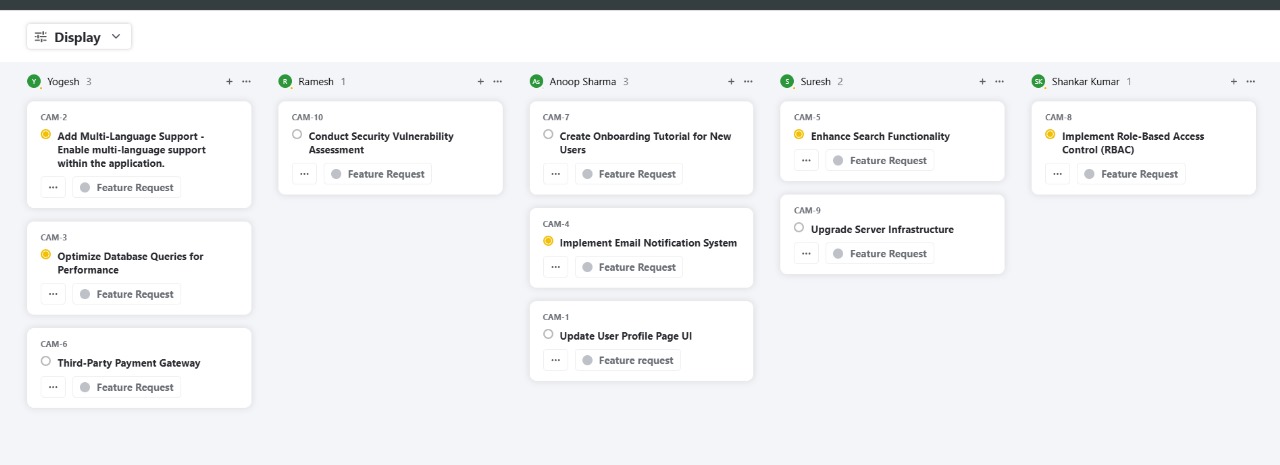 Display
Y Yogesh 3 + ...
CAM-2
Add Multi-Language Support -
Enable multi-language support
within the application.
... Feature Request
CAM-3
Optimize Database Queries for
Performance
... Feature Request
CAM-6
Third-Party Payment Gateway
... Feature Request
R Ramesh 1 + ...
CAM-10
Conduct Security Vulnerability
Assessment
... Feature Request
As Anoop Sharma 3 + ...
CAM-7
Create Onboarding Tutorial for New
Users
... Feature Request
CAM-4
Implement Email Notification System
... Feature Request
CAM-1
Update User Profile Page UI
... Feature request
S Suresh 2 + ...
CAM-5
Enhance Search Functionality
... Feature Request
CAM-9
Upgrade Server Infrastructure
... Feature Request
SK Shankar Kumar 1 + ...
CAM-8
Implement Role-Based Access
Control (RBAC)
... Feature Request